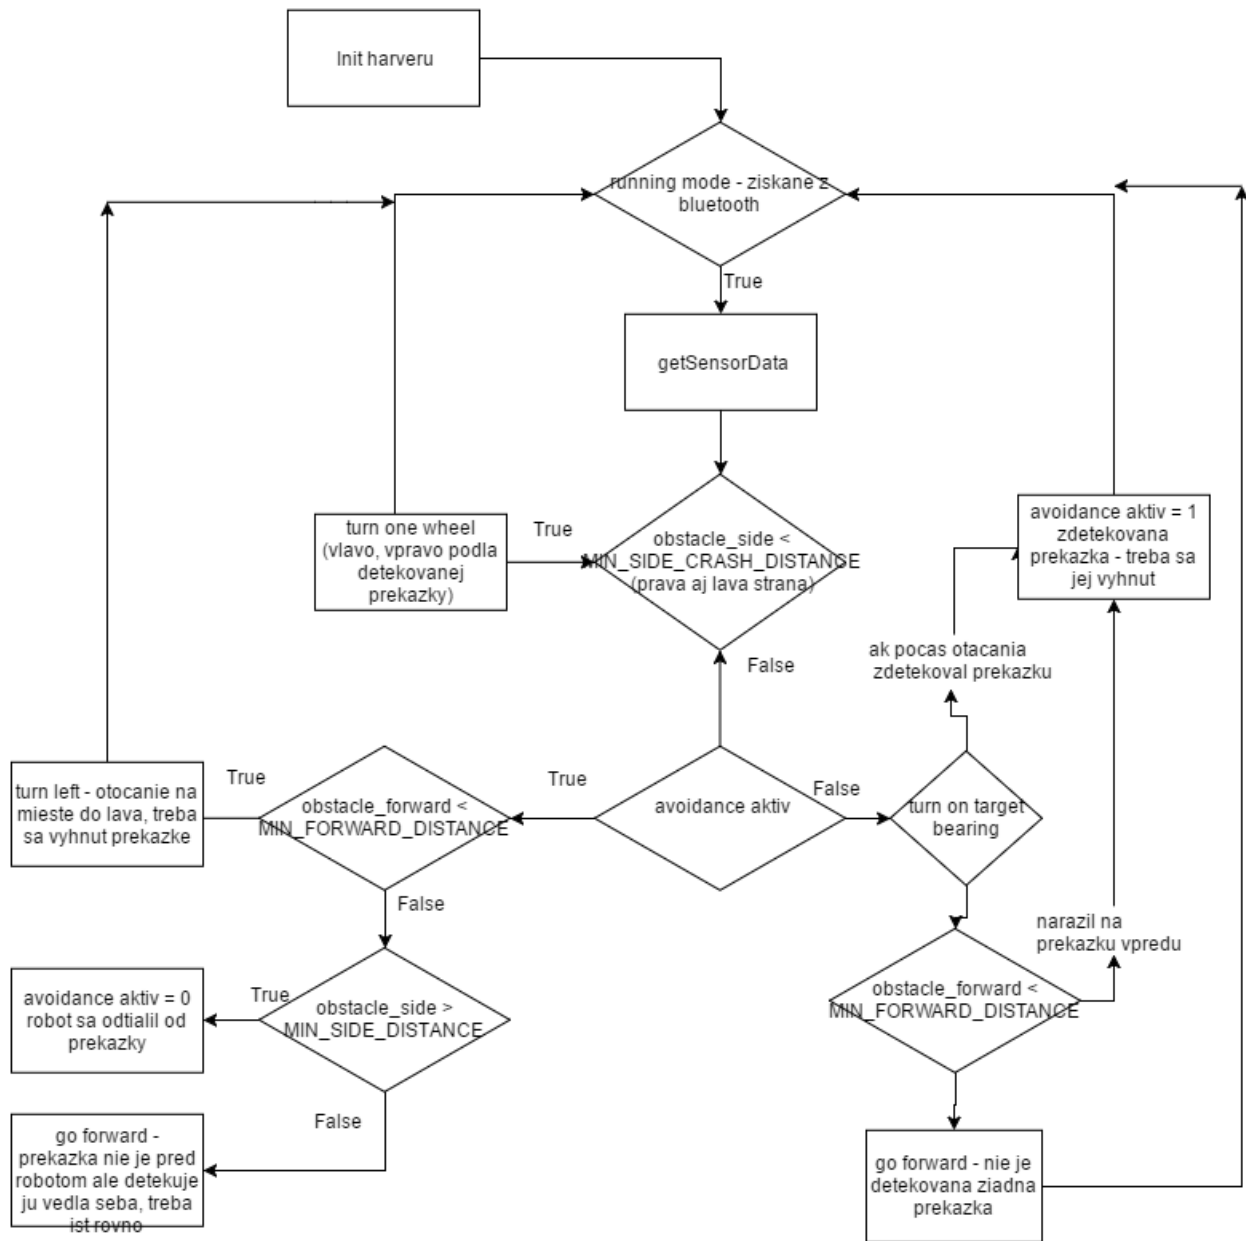 Init harveru
running mode - ziskane z
bluetooth
True
getSensorData
turn one wheel
(vlavo, vpravo podla
detekovanej
prekazky)
True
obstacle_side <
MIN_SIDE_CRASH_DISTANCE
(prava aj lava strana)
avoidance aktiv = 1
zdetekovana
prekazka - treba sa
jej vyhnut
False
ak pocas otacania
zdetekoval prekazku
turn left - otocanie na
mieste do lava, treba
sa vyhnut prekazke
True
obstacle_forward <
MIN_FORWARD_DISTANCE
True
avoidance aktiv
False
turn on target
bearing
False
narazil na
prekazku vpredu
avoidance aktiv = 0
robot sa odtialil od
prekazky
True
obstacle_side >
MIN_SIDE_DISTANCE
obstacle_forward <
MIN_FORWARD_DISTANCE
False
go forward -
prekazka nie je pred
robotom ale detekuje
ju vedla seba, treba
ist rovno
go forward - nie je
detekovana ziadna
prekazka